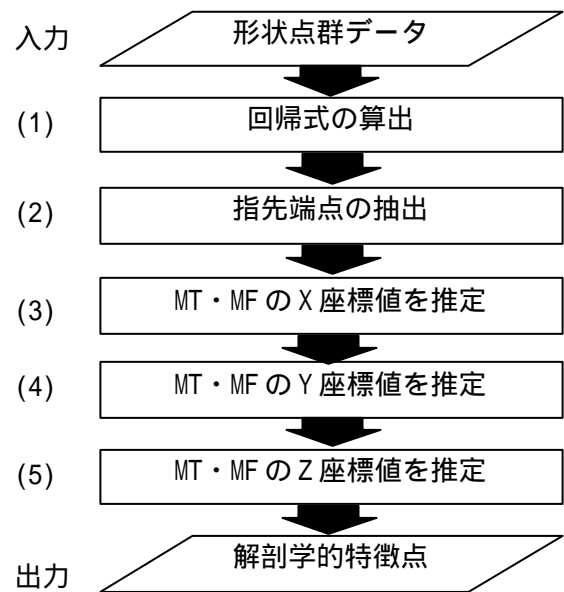 入力 形状点群データ
(1) 回帰式の算出
(2) 指先端点の抽出
(3) MT・MFのX座標値を推定
(4) MT・MFのY座標値を推定
(5) MT・MFのZ座標値を推定
出力 解剖学的特徴点